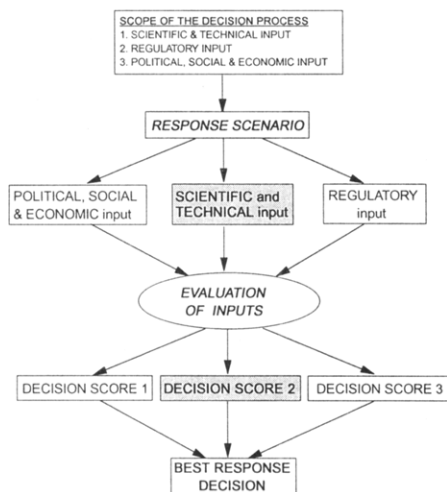 SCOPE OF THE DECISION PROCESS
1. SCIENTIFIC & TECHNICAL INPUT
2. REGULATORY INPUT
3. POLITICAL, SOCIAL & ECONOMIC INPUT
RESPONSE SCENARIO
POLITICAL, SOCIAL
& ECONOMIC input
SCIENTIFIC and
TECHNICAL input
REGULATORY
input
EVALUATION
OF INPUTS
DECISION SCORE 1
DECISION SCORE 2
DECISION SCORE 3
BEST RESPONSE
DECISION